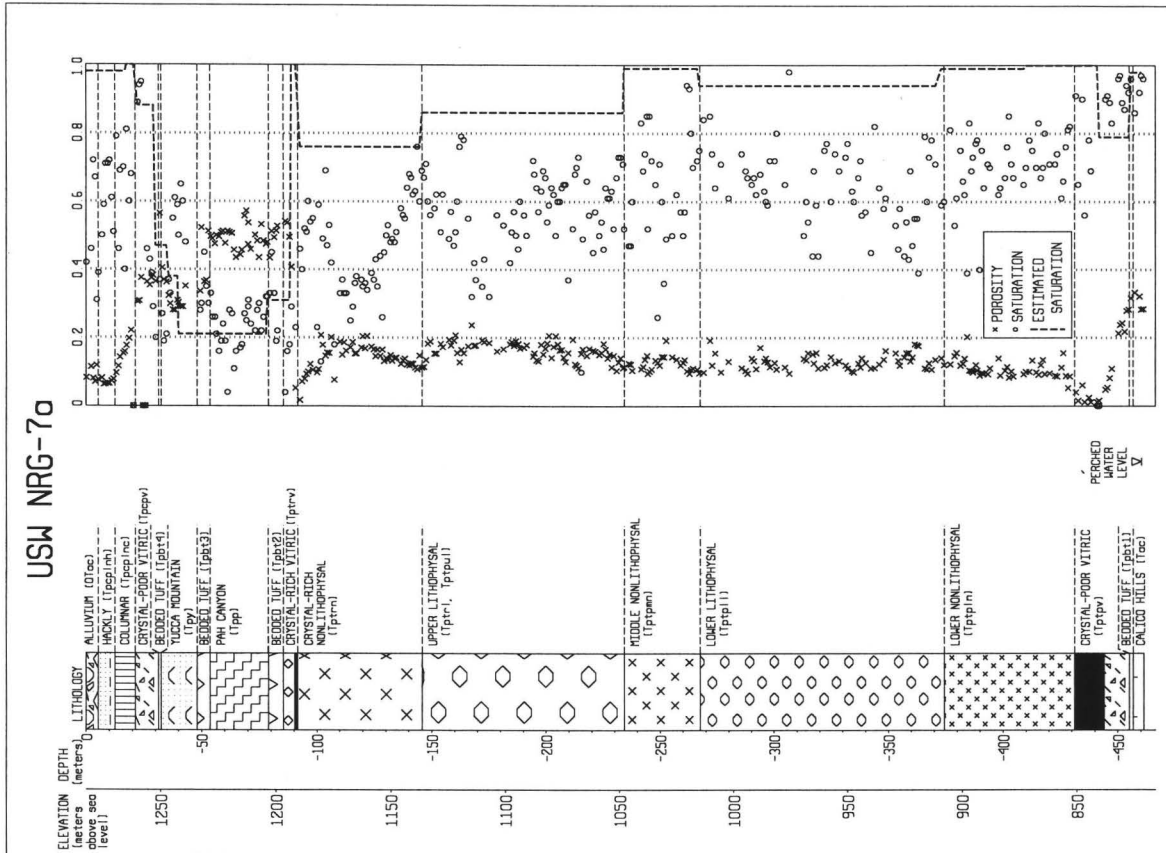 USW NRG-7a
1.0
0.8
0.6
0.4
0.2
0
× POROSITY
○ SATURATION
ESTIMATED
SATURATION
PERCHED
WATER
LEVEL
ALLUVIUM (QTac)
HACKLY (Tpcplnh)
COLUMNAR (Tpcplnc)
CRYSTAL-POOR VITRIC (Tpcpv)
BEDDED TUFF (Tpbt4)
YUCCA MOUNTAIN
(Tpy)
BEDDED TUFF (Tpbt3)
PAH CANYON
(Tpp)
BEDDED TUFF (Tpbt2)
CRYSTAL-RICH VITRIC (Tptrv)
CRYSTAL-RICH
NONLITHOPHYSAL
(Tptrn)
UPPER LITHOPHYSAL
(Tptrl, Tptpul)
MIDDLE NONLITHOPHYSAL
(Tptpmn)
LOWER LITHOPHYSAL
(Tptpll)
LOWER NONLITHOPHYSAL
(Tptpln)
CRYSTAL-POOR VITRIC
(Tptpv)
BEDDED TUFF (Tpbt1)
CALICO HILLS (Tac)
LITHOLOGY
DEPTH
(meters)
0
-50
-100
-150
-200
-250
-300
-350
-400
-450
ELEVATION
(meters
above sea
level)
1250
1200
1150
1100
1050
1000
950
900
850